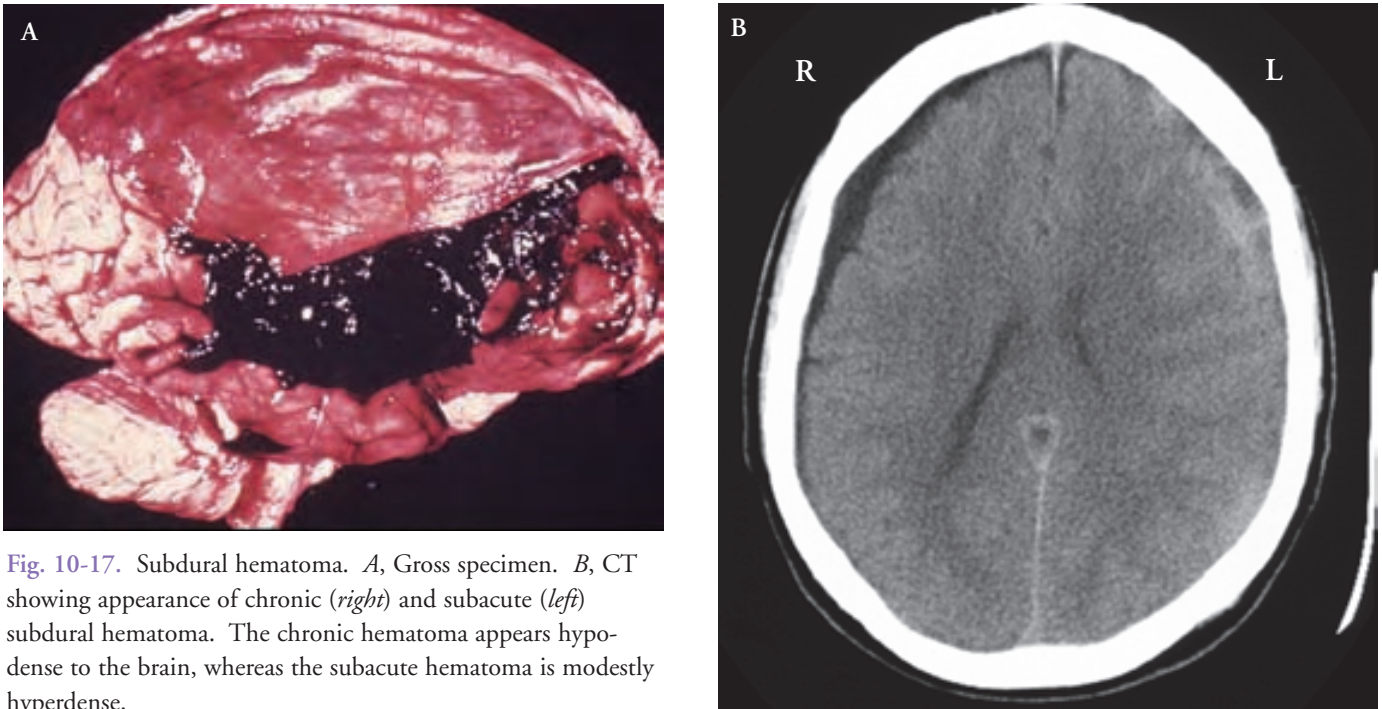 A
B
R
L
Fig. 10-17. Subdural hematoma. A, Gross specimen. B, CT
showing appearance of chronic (right) and subacute (left)
subdural hematoma. The chronic hematoma appears hypo-
dense to the brain, whereas the subacute hematoma is modestly
hyperdense.